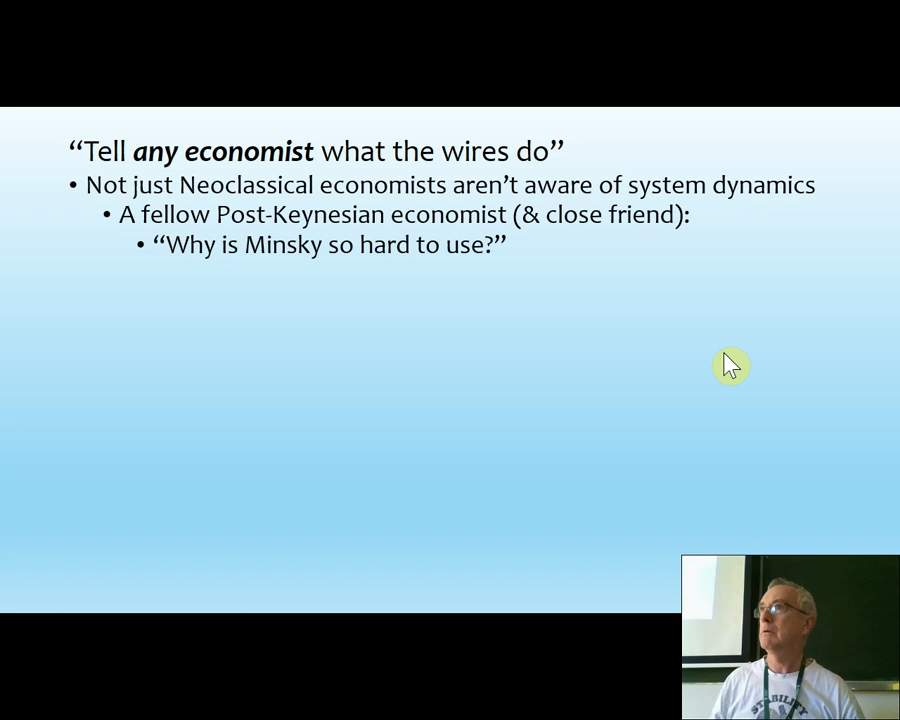 “Tell any economist what the wires do”
• Not just Neoclassical economists aren’t aware of system dynamics
• A fellow Post-Keynesian economist (& close friend):
• “Why is Minsky so hard to use?”
STABILITY